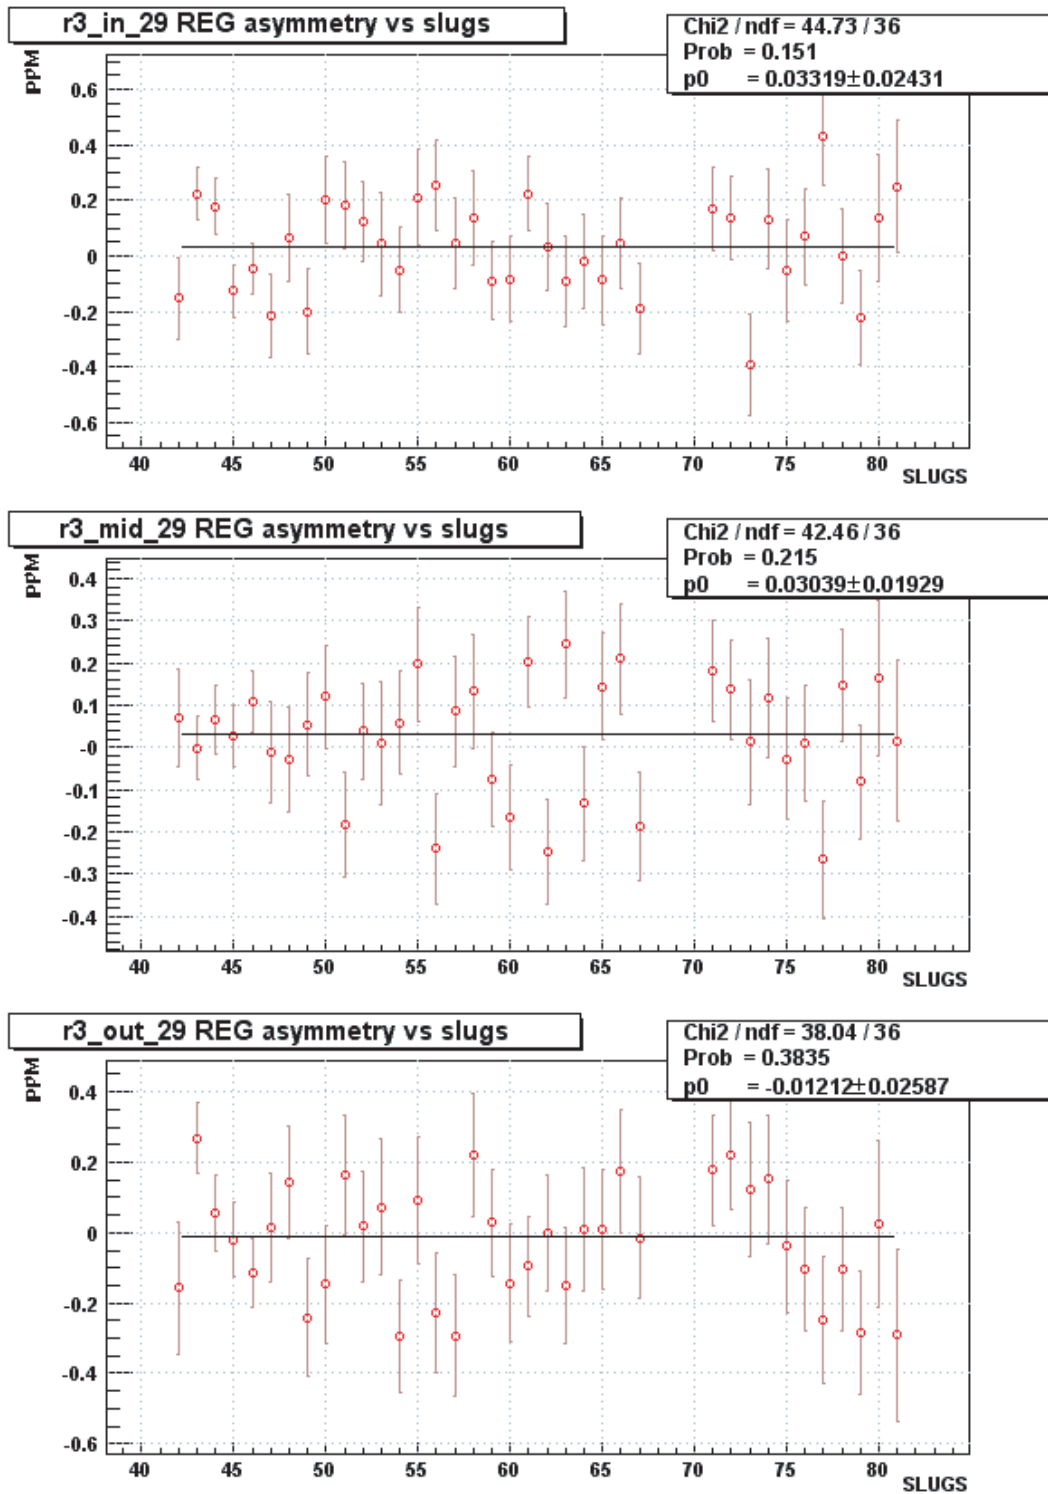 r3_in_29 REG asymmetry vs slugs
Chi2 / ndf = 44.73 / 36
Prob = 0.151
p0 = 0.03319±0.02431
PPM
0.6
0.4
0.2
0
-0.2
-0.4
-0.6
40 45 50 55 60 65 70 75 80
SLUGS
r3_mid_29 REG asymmetry vs slugs
Chi2 / ndf = 42.46 / 36
Prob = 0.215
p0 = 0.03039±0.01929
PPM
0.4
0.3
0.2
0.1
-0
-0.1
-0.2
-0.3
-0.4
40 45 50 55 60 65 70 75 80
SLUGS
r3_out_29 REG asymmetry vs slugs
Chi2 / ndf = 38.04 / 36
Prob = 0.3835
p0 = -0.01212±0.02587
PPM
0.4
0.2
0
-0.2
-0.4
-0.6
40 45 50 55 60 65 70 75 80
SLUGS